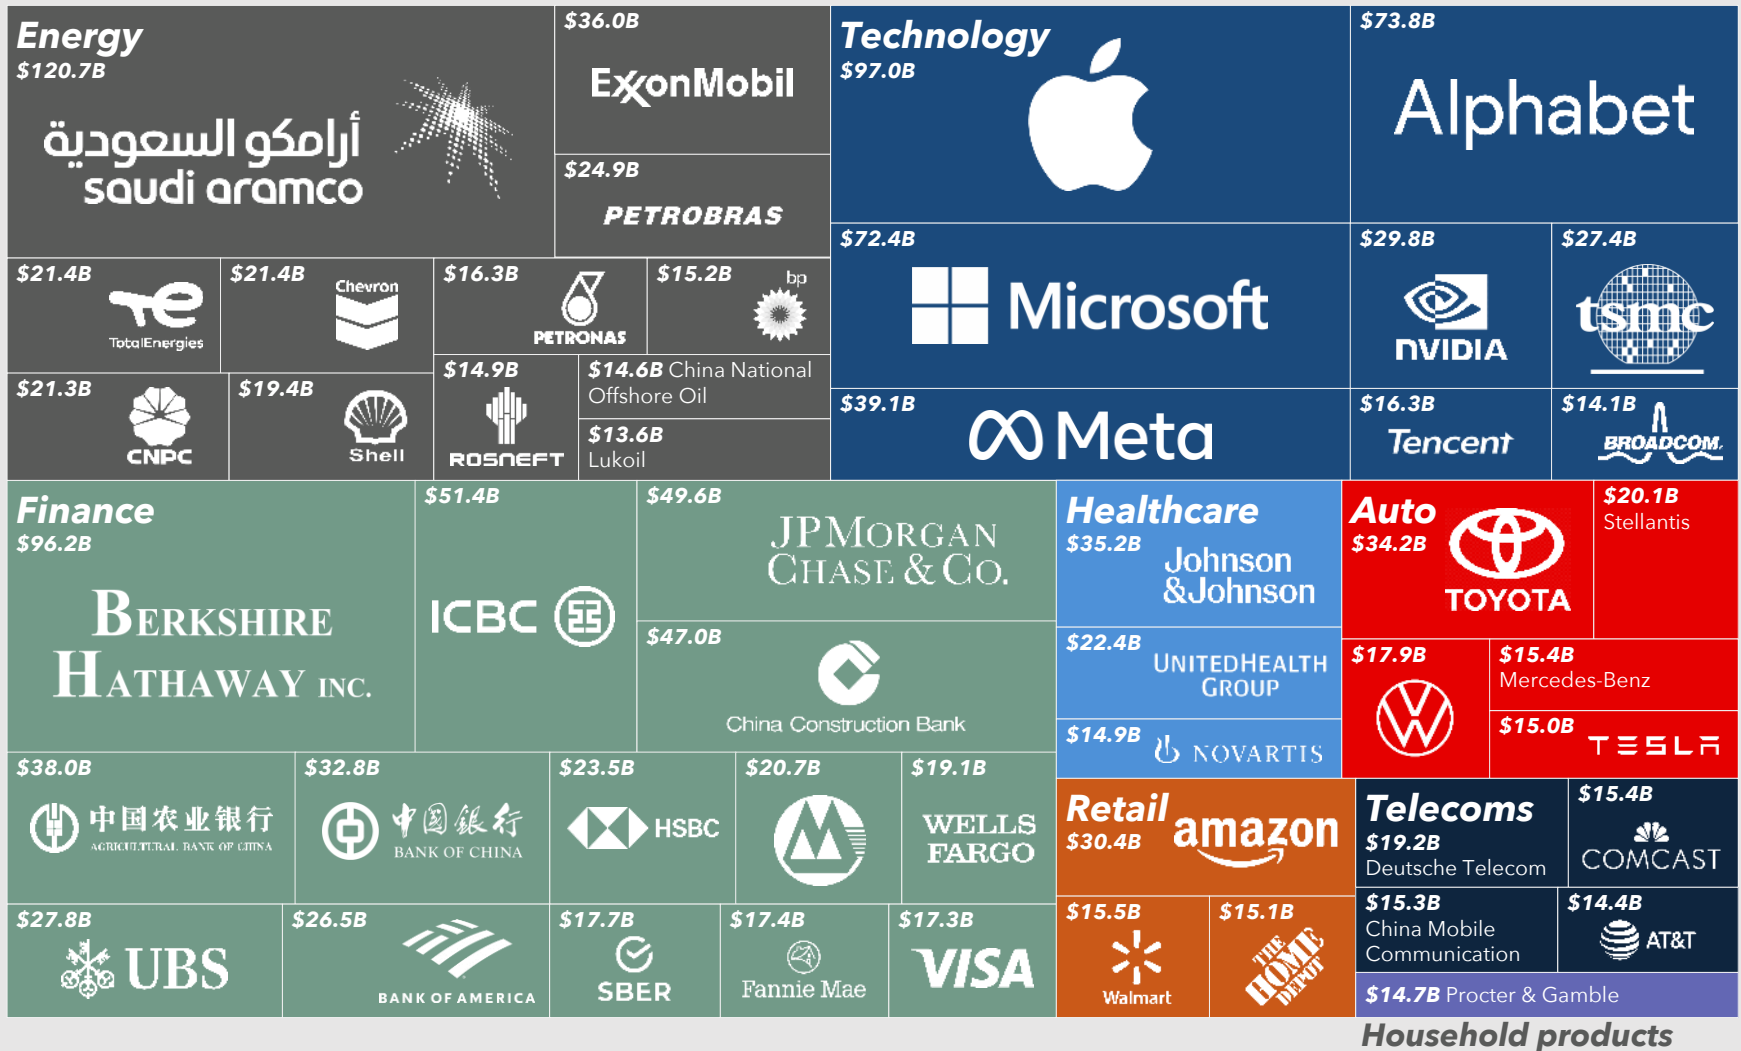 Energy
$120.7B
أرامكو السعودية
saudi aramco
$36.0B
ExxonMobil
$24.9B
PETROBRAS
$21.4B
TotalEnergies
$21.4B
Chevron
$16.3B
PETRONAS
$15.2B
bp
$21.3B
CNPC
$19.4B
Shell
$14.9B
ROSNEFT
$14.6B China National
Offshore Oil
$13.6B
Lukoil
Technology
$97.0B
$73.8B
Alphabet
$72.4B
Microsoft
$29.8B
NVIDIA
$27.4B
tsmc
$39.1B
Meta
$16.3B
Tencent
$14.1B
BROADCOM.
Finance
$96.2B
BERKSHIRE
HATHAWAY INC.
$51.4B
ICBC
$49.6B
JPMORGAN
CHASE & CO.
$47.0B
China Construction Bank
$38.0B
中国农业银行
AGRICULTURAL BANK OF CHINA
$32.8B
中國銀行
BANK OF CHINA
$23.5B
HSBC
$20.7B
$19.1B
WELLS
FARGO
$27.8B
UBS
$26.5B
BANK OF AMERICA
$17.7B
SBER
$17.4B
Fannie Mae
$17.3B
VISA
Healthcare
$35.2B
Johnson
&Johnson
$22.4B
UNITEDHEALTH
GROUP
$14.9B
NOVARTIS
Auto
$34.2B
TOYOTA
$20.1B
Stellantis
$17.9B
$15.4B
Mercedes-Benz
$15.0B
TESLA
Retail
$30.4B
amazon
$15.5B
Walmart
$15.1B
THE
HOME
DEPOT
Telecoms
$19.2B
Deutsche Telecom
$15.4B
COMCAST
$15.3B
China Mobile
Communication
$14.4B
AT&T
$14.7B Procter & Gamble
Household products